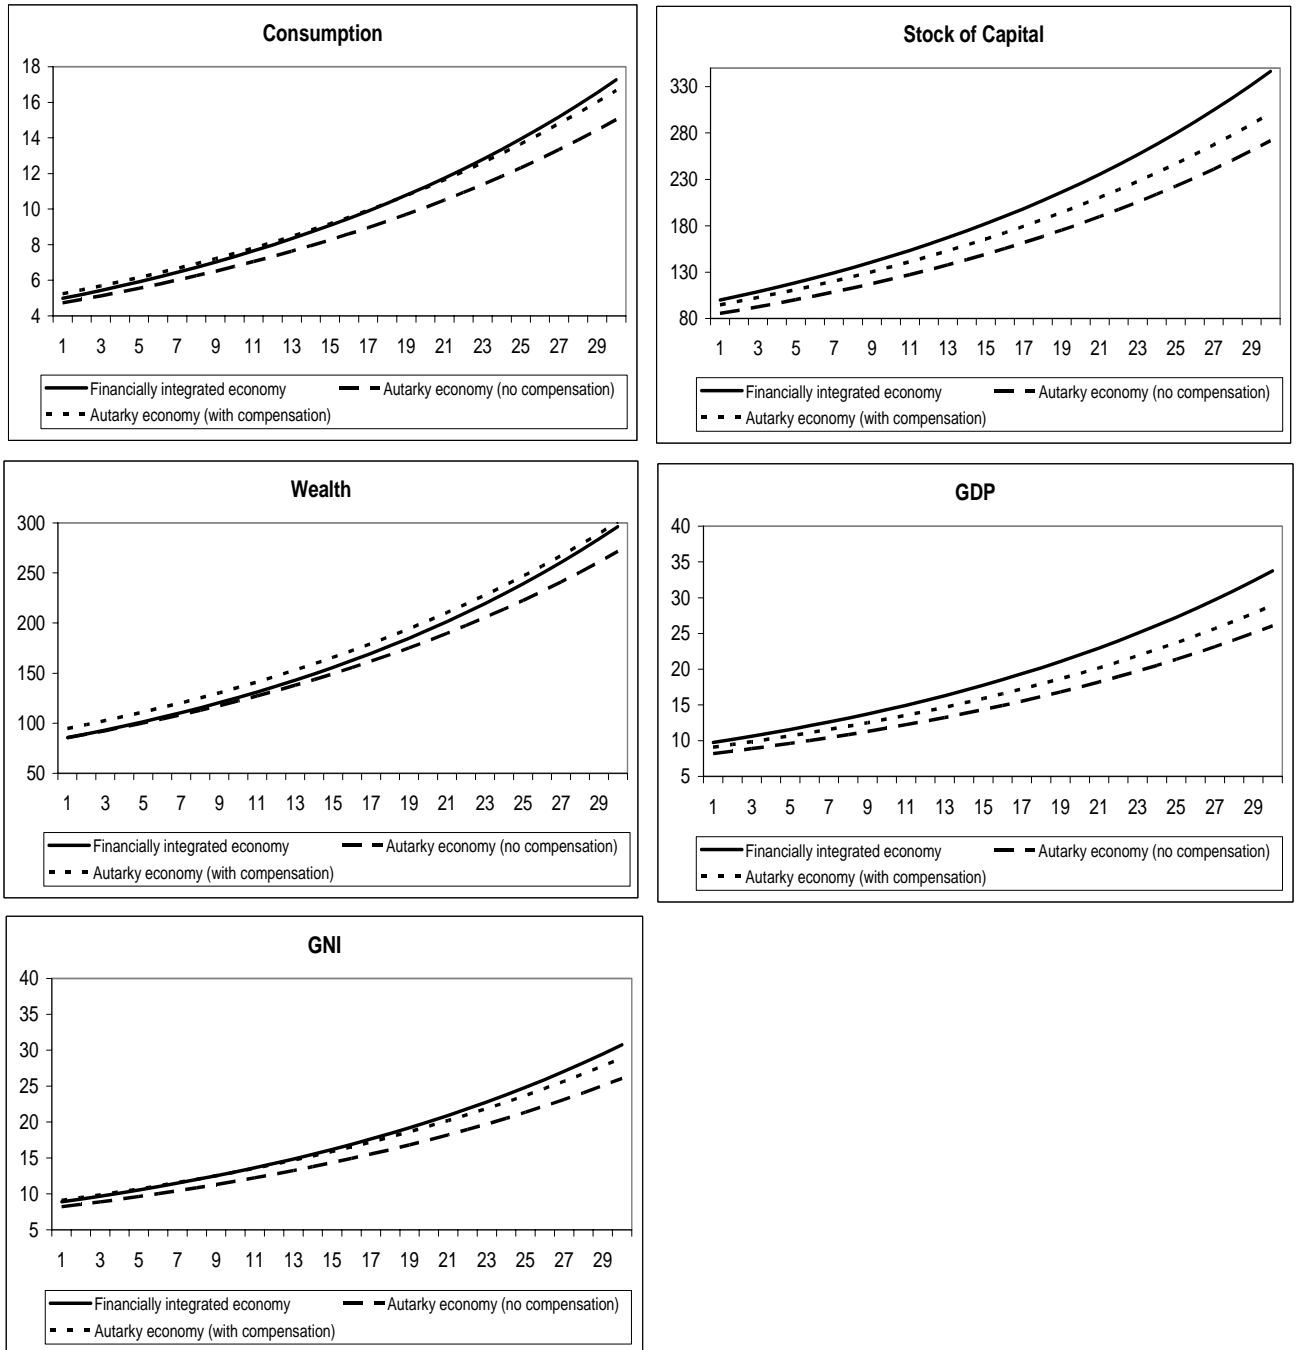 Consumption
18
16
14
12
10
8
6
4
1 3 5 7 9 11 13 15 17 19 21 23 25 27 29
Financially integrated economy Autarky economy (no compensation)
Autarky economy (with compensation)
Stock of Capital
330
280
230
180
130
80
1 3 5 7 9 11 13 15 17 19 21 23 25 27 29
Financially integrated economy Autarky economy (no compensation)
Autarky economy (with compensation)
Wealth
300
250
200
150
100
50
1 3 5 7 9 11 13 15 17 19 21 23 25 27 29
Financially integrated economy Autarky economy (no compensation)
Autarky economy (with compensation)
GDP
40
35
30
25
20
15
10
5
1 3 5 7 9 11 13 15 17 19 21 23 25 27 29
Financially integrated economy Autarky economy (no compensation)
Autarky economy (with compensation)
GNI
40
35
30
25
20
15
10
5
1 3 5 7 9 11 13 15 17 19 21 23 25 27 29
Financially integrated economy Autarky economy (no compensation)
Autarky economy (with compensation)